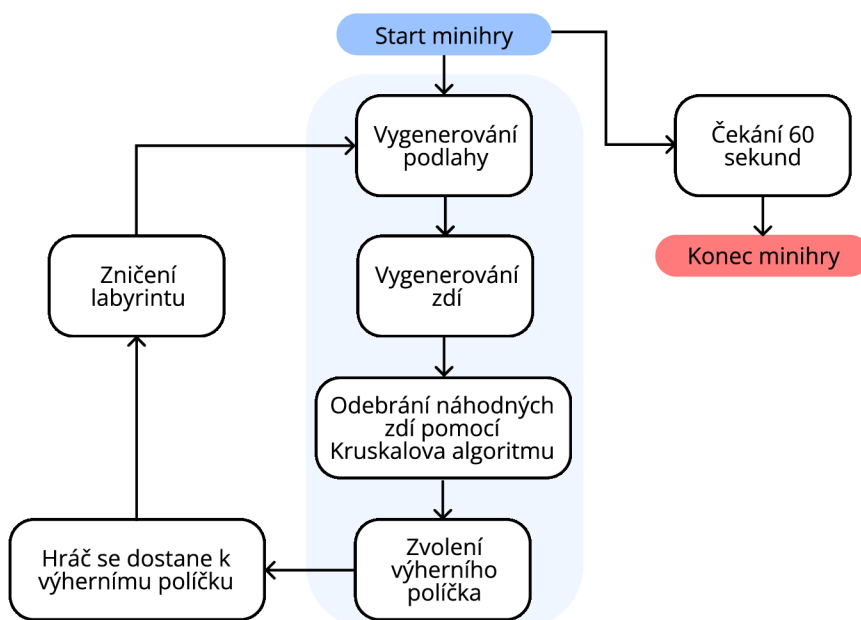 Start minihry
Vygenerování
podlahy
Čekání 60
sekund
Zničení
labyrintu
Vygenerování
zdí
Konec minihry
Odebrání náhodných
zdí pomocí
Kruskalova algoritmu
Hráč se dostane k
výhernímu políčku
Zvolení
výherního
políčka